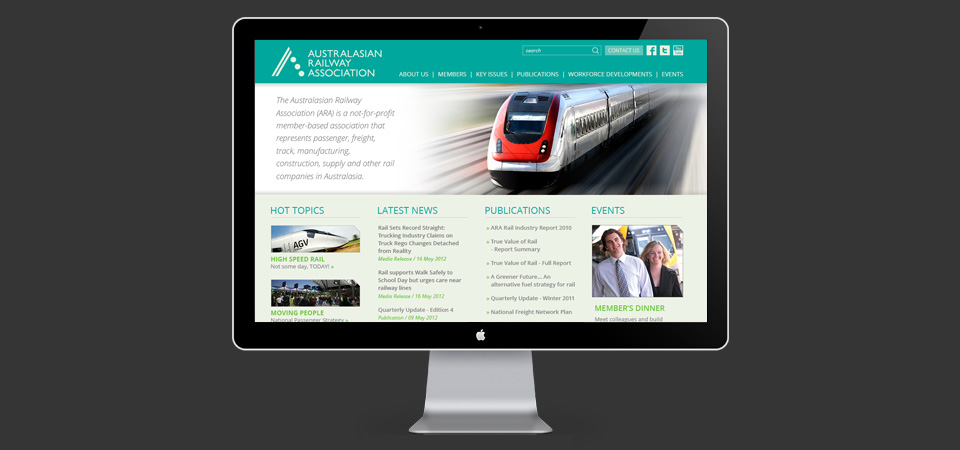 search
CONTACT US
AUSTRALASIAN
RAILWAY
ASSOCIATION
ABOUT US | MEMBERS | KEY ISSUES | PUBLICATIONS | WORKFORCE DEVELOPMENTS | EVENTS
The Australasian Railway
Association (ARA) is a not-for-profit
member-based association that
represents passenger, freight,
track, manufacturing,
construction, supply and other rail
companies in Australasia.
HOT TOPICS
AGV
HIGH SPEED RAIL
Not some day, TODAY! »
MOVING PEOPLE
National Passenger Strategy »
LATEST NEWS
Rail Sets Record Straight:
Trucking Industry Claims on
Truck Rego Changes Detached
from Reality
Media Release / 16 May 2012
Rail supports Walk Safely to
School Day but urges care near
railway lines
Media Release / 16 May 2012
Quarterly Update - Edition 4
Publication / 09 May 2012
PUBLICATIONS
» ARA Rail Industry Report 2010
» True Value of Rail
- Report Summary
» True Value of Rail - Full Report
» A Greener Future... An
alternative fuel strategy for rail
» Quarterly Update - Winter 2011
» National Freight Network Plan
EVENTS
MEMBER'S DINNER
Meet colleagues and build